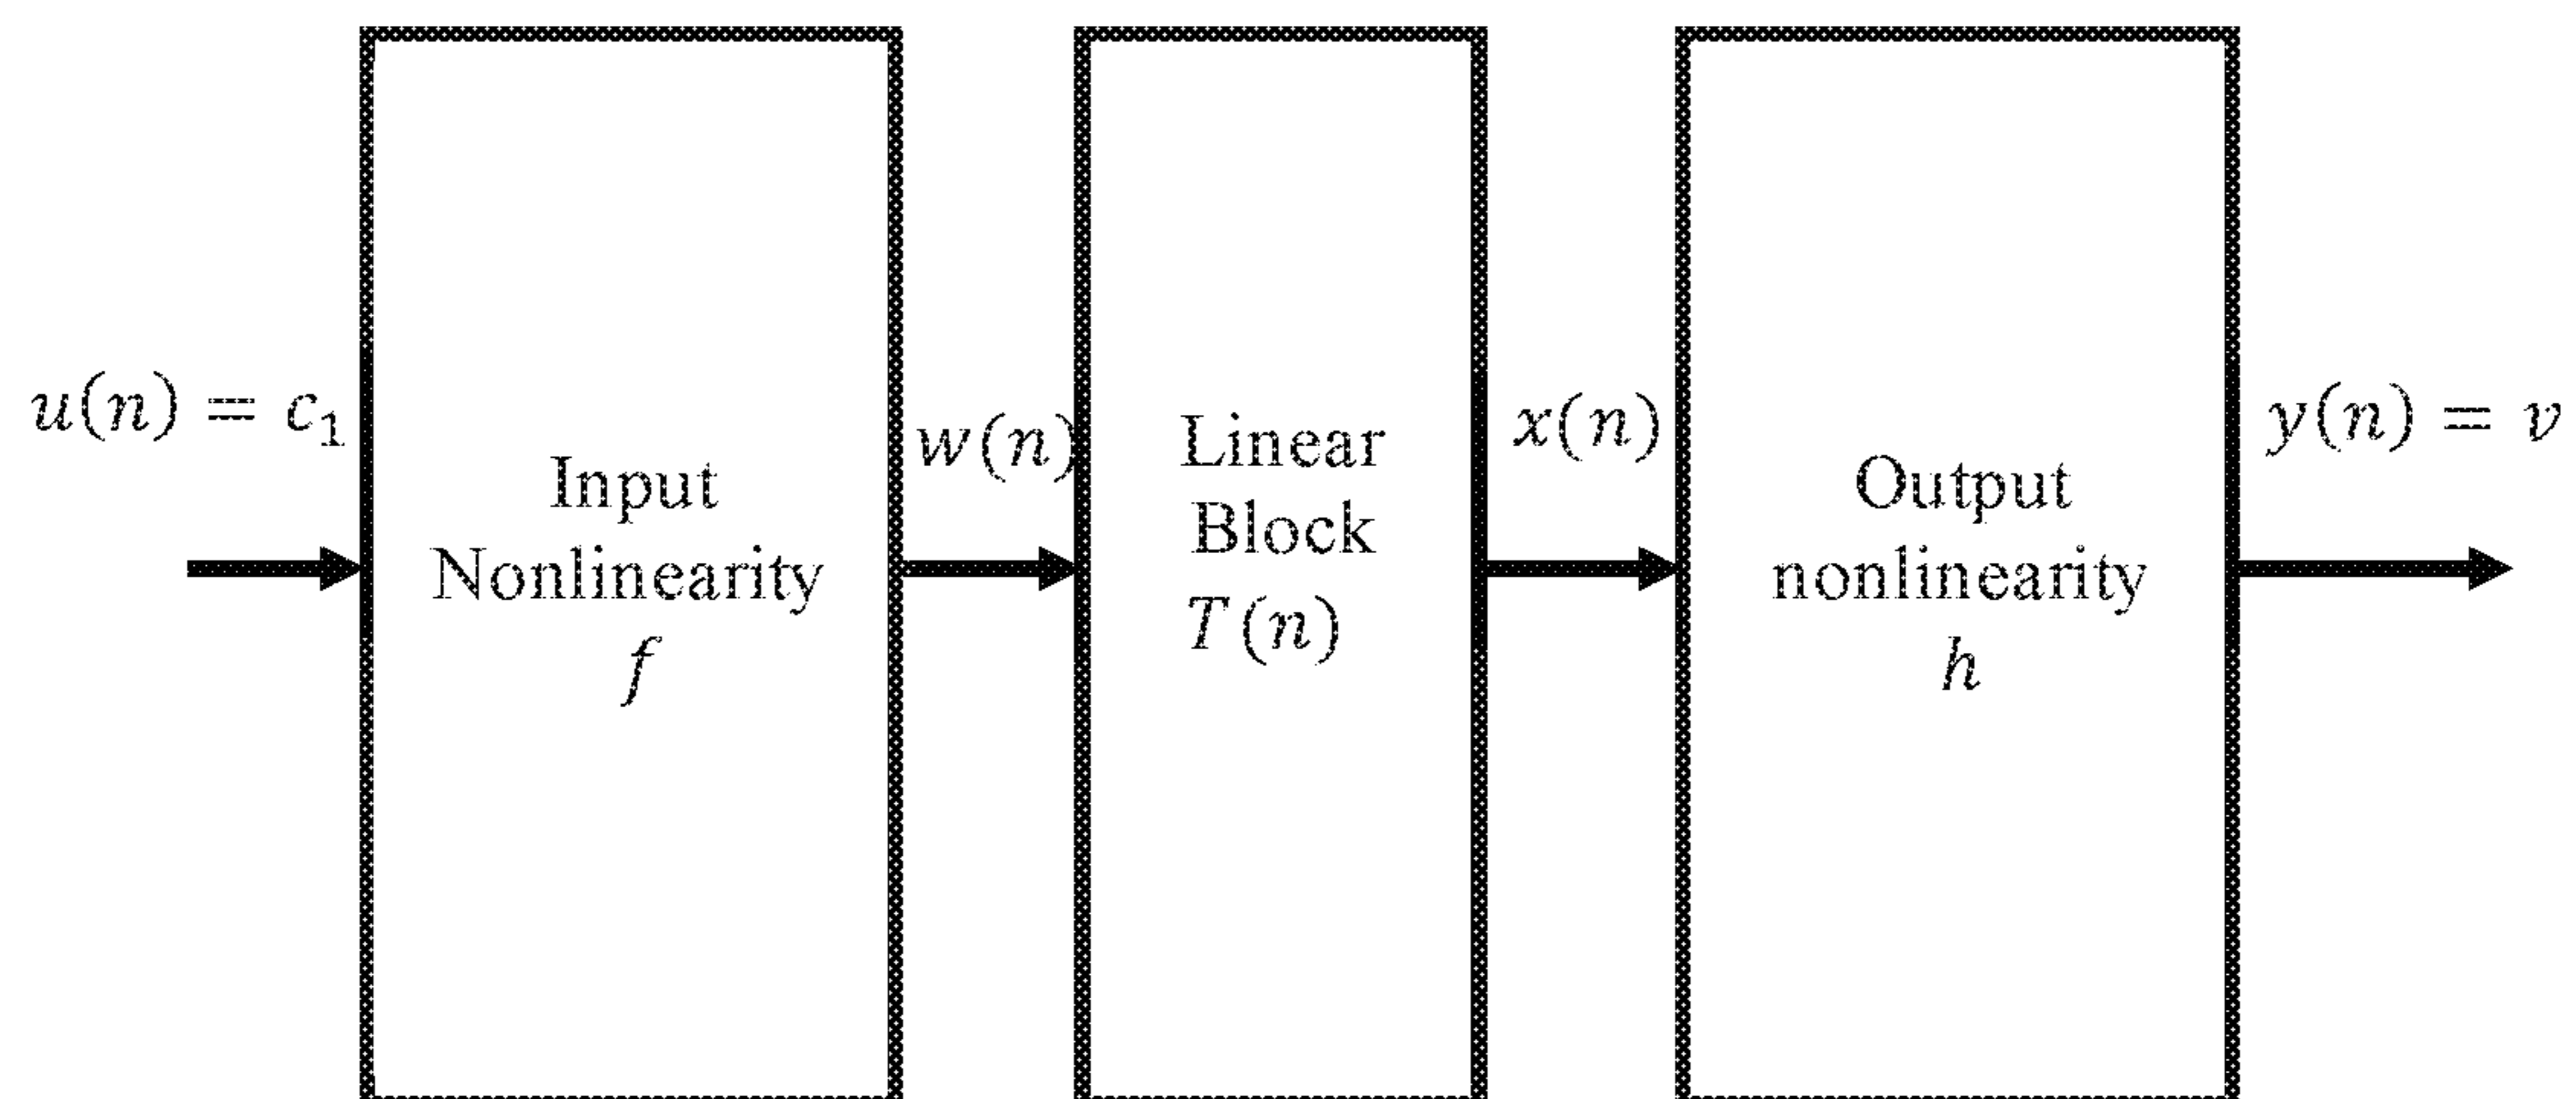 u(n) = c₁
Input
Nonlinearity
f
w(n)
Linear
Block
T(n)
x(n)
Output
nonlinearity
h
y(n) = v